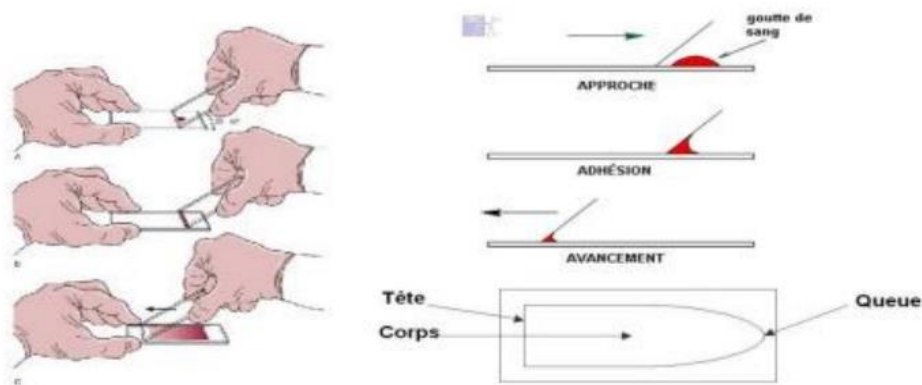 A
B
C
goutte de
sang
APPROCHE
ADHÉSION
AVANCEMENT
Tête
Corps
Queue